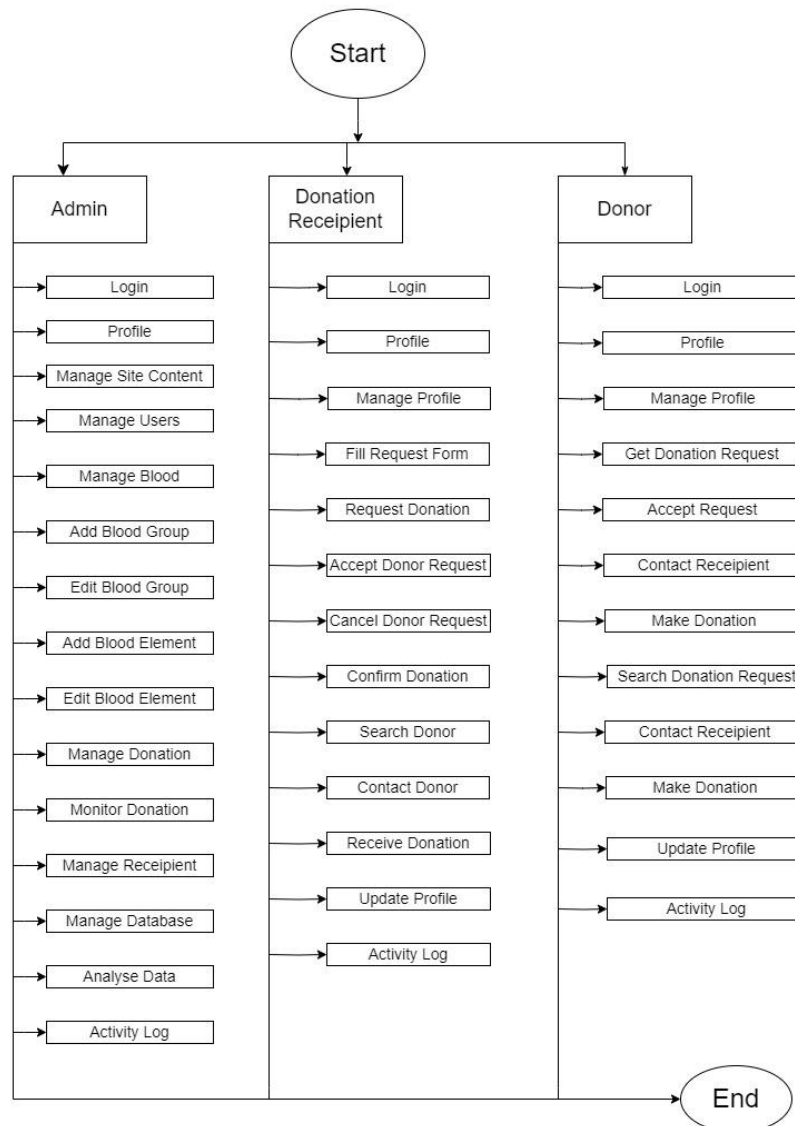 Start
Admin
Donation
Receipient
Donor
Login
Profile
Manage Site Content
Manage Users
Manage Blood
Add Blood Group
Edit Blood Group
Add Blood Element
Edit Blood Element
Manage Donation
Monitor Donation
Manage Receipient
Manage Database
Analyse Data
Activity Log
Login
Profile
Manage Profile
Fill Request Form
Request Donation
Accept Donor Request
Cancel Donor Request
Confirm Donation
Search Donor
Contact Donor
Receive Donation
Update Profile
Activity Log
Login
Profile
Manage Profile
Get Donation Request
Accept Request
Contact Receipient
Make Donation
Search Donation Request
Contact Receipient
Make Donation
Update Profile
Activity Log
End